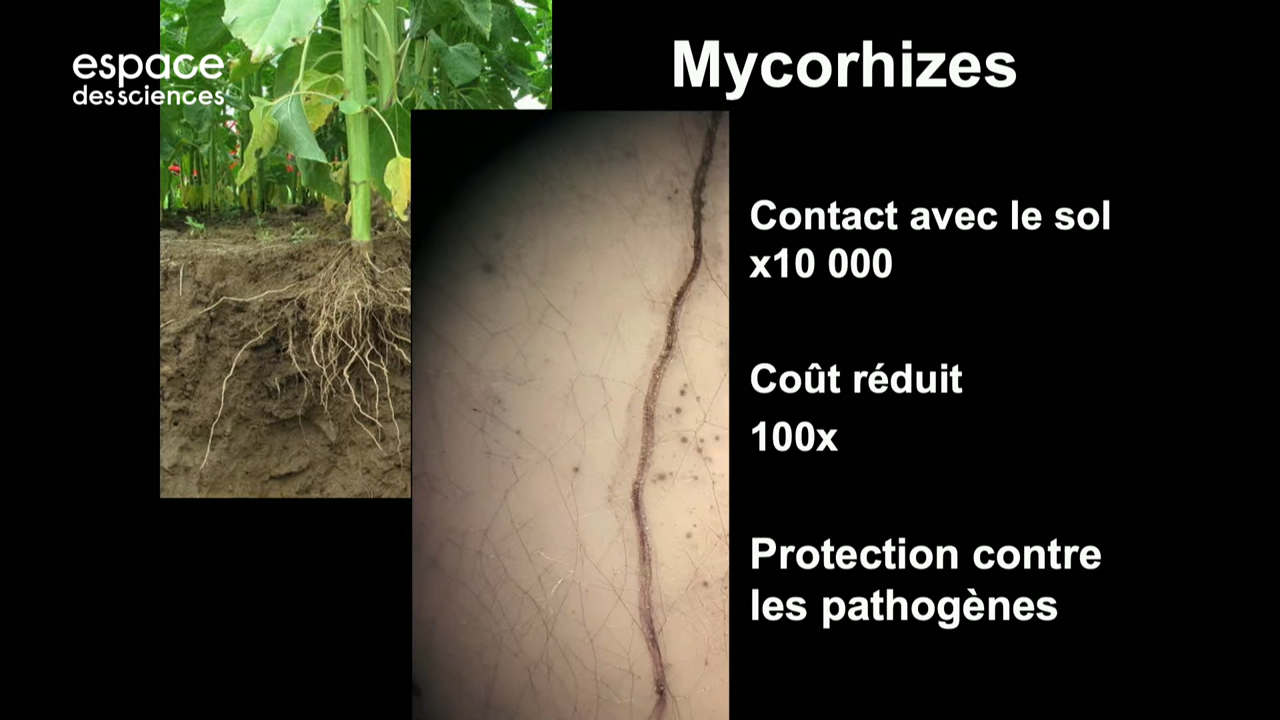 espace
des sciences
Mycorhizes
Contact avec le sol
x10 000
Coût réduit
100x
Protection contre
les pathogènes